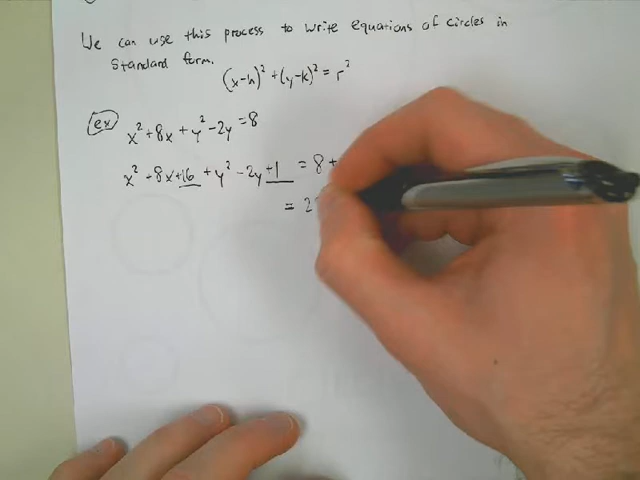 We can use this process to write equations of circles in
standard form.
(x-h)² + (y-k)² = r²
ex x² + 8x + y² - 2y = 8
x² + 8x + 16 + y² - 2y + 1 = 8 +
= 2